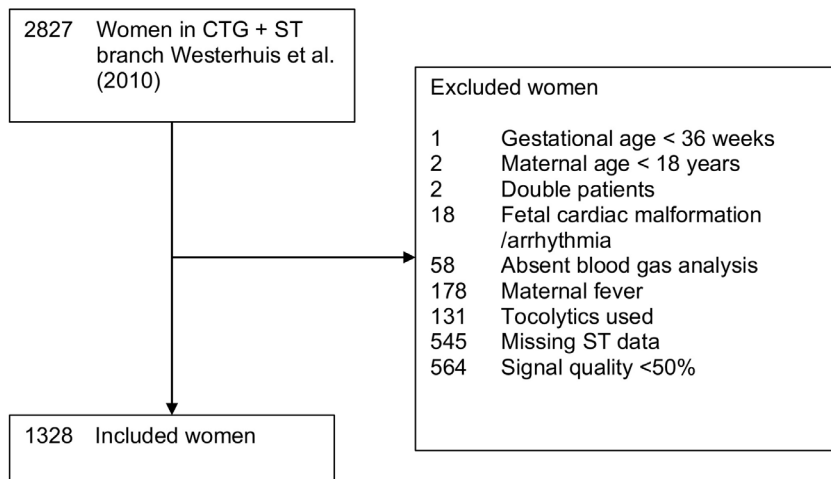 2827 Women in CTG + ST
branch Westerhuis et al.
(2010)
Excluded women
1 Gestational age < 36 weeks
2 Maternal age < 18 years
2 Double patients
18 Fetal cardiac malformation
/arrhythmia
58 Absent blood gas analysis
178 Maternal fever
131 Tocolytics used
545 Missing ST data
564 Signal quality <50%
1328 Included women